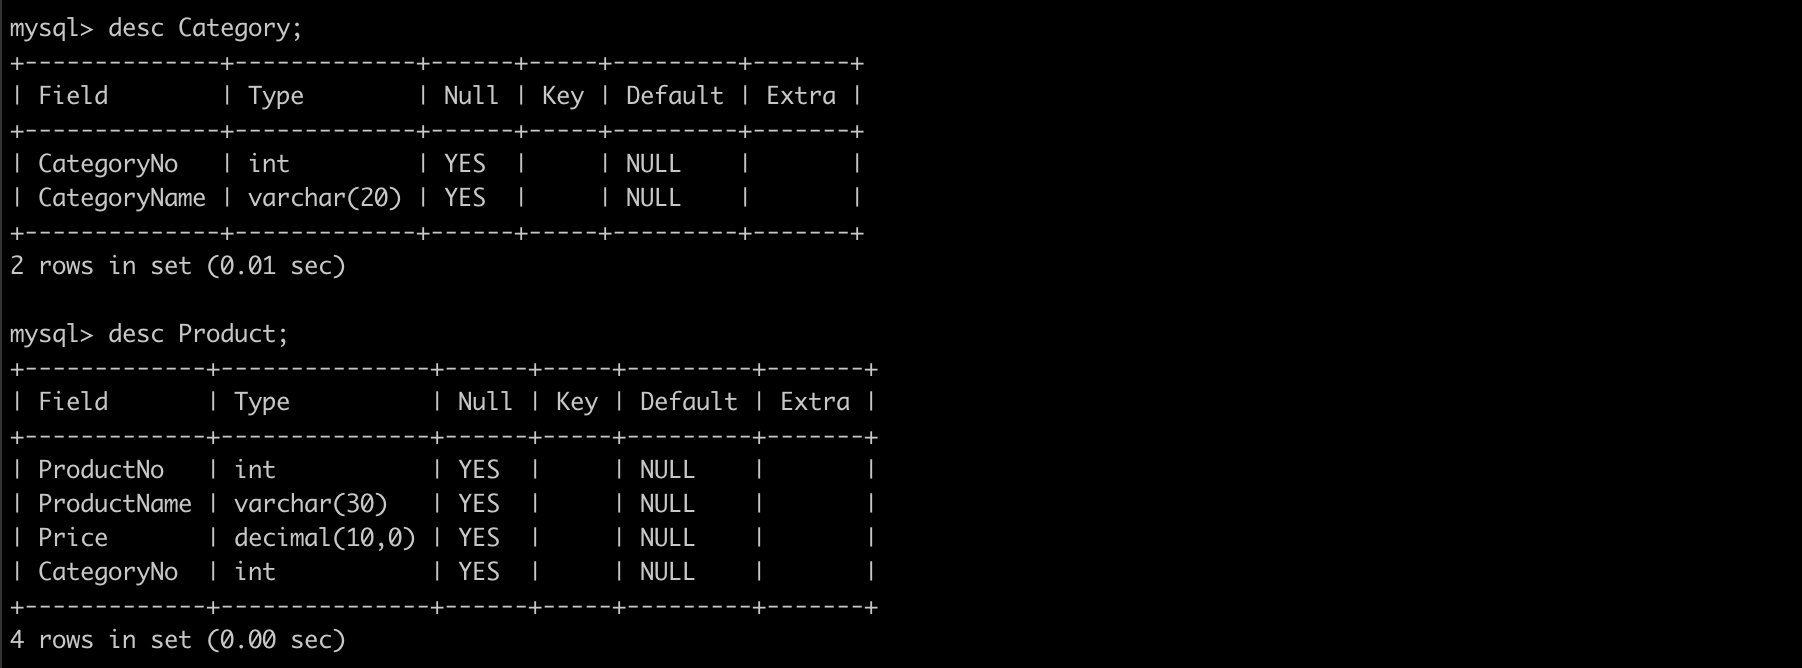 mysql> desc Category;
+--------------+-------------+------+-----+---------+-------+
| Field        | Type        | Null | Key | Default | Extra |
+--------------+-------------+------+-----+---------+-------+
| CategoryNo   | int         | YES  |     | NULL    |       |
| CategoryName | varchar(20) | YES  |     | NULL    |       |
+--------------+-------------+------+-----+---------+-------+
2 rows in set (0.01 sec)

mysql> desc Product;
+-------------+---------------+------+-----+---------+-------+
| Field       | Type          | Null | Key | Default | Extra |
+-------------+---------------+------+-----+---------+-------+
| ProductNo   | int           | YES  |     | NULL    |       |
| ProductName | varchar(30)   | YES  |     | NULL    |       |
| Price       | decimal(10,0) | YES  |     | NULL    |       |
| CategoryNo  | int           | YES  |     | NULL    |       |
+-------------+---------------+------+-----+---------+-------+
4 rows in set (0.00 sec)